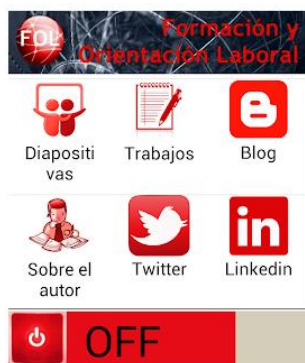 FOL
Formación y
Orientación Laboral
Diapositi
vas
Trabajos
Blog
Sobre el
autor
Twitter
in
Linkedin
OFF